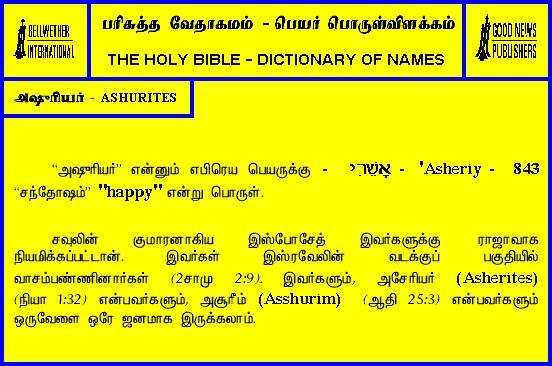 BELLWETHER
INTERNATIONAL
பரிசுத்த வேதாகமம் - பெயர் பொருள்விளக்கம்
THE HOLY BIBLE - DICTIONARY OF NAMES
GOOD NEWS
PUBLISHERS
அஷுரியர் - ASHURITES
“அஷுரியர்” என்னும் எபிரெய பெயருக்கு - אָשֵׁרִי - 'Asheriy - 843
“சந்தோஷம்” "happy" என்று பொருள்.
சவுலின் குமாரனாகிய இஸ்போசேத் இவர்களுக்கு ராஜாவாக
நியமிக்கப்பட்டான். இவர்கள் இஸ்ரவேலின் வடக்குப் பகுதியில்
வாசம்பண்ணினார்கள் (2சாமு 2:9). இவர்களும், அசேரியர் (Asherites)
(நியா 1:32) என்பவர்களும், அசூரீம் (Asshurim) (ஆதி 25:3) என்பவர்களும்
ஒருவேளை ஒரே ஜனமாக இருக்கலாம்.